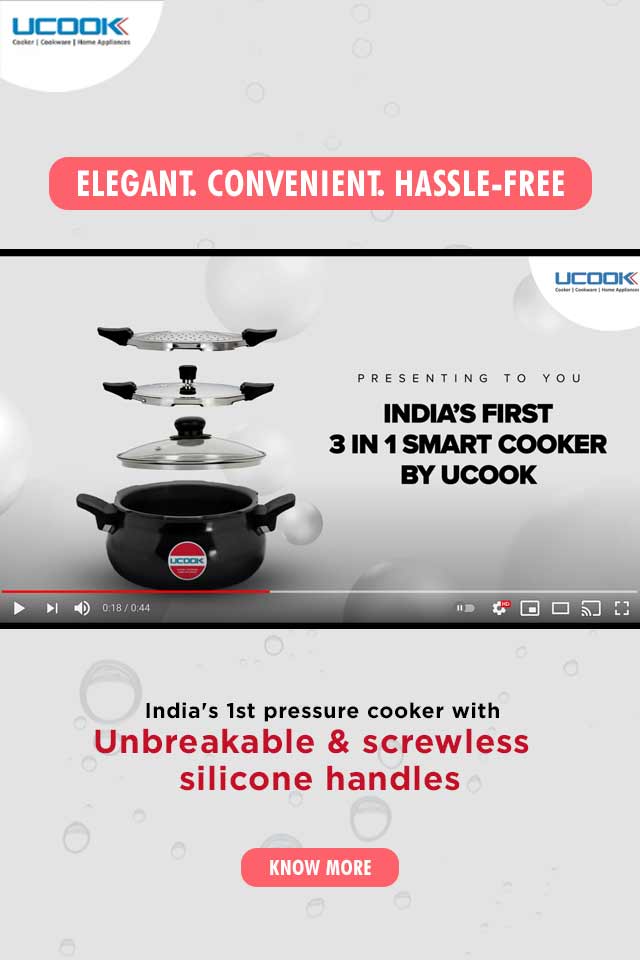 UCOOK
Cooker | Cookware | Home Appliances
ELEGANT. CONVENIENT. HASSLE-FREE
UCOOK
Cooker | Cookware | Home Appliances
PRESENTING TO YOU
INDIA'S FIRST
3 IN 1 SMART COOKER
BY UCOOK
UCOOK
0:18 / 0:44
HD
India's 1st pressure cooker with
Unbreakable & screwless
silicone handles
KNOW MORE